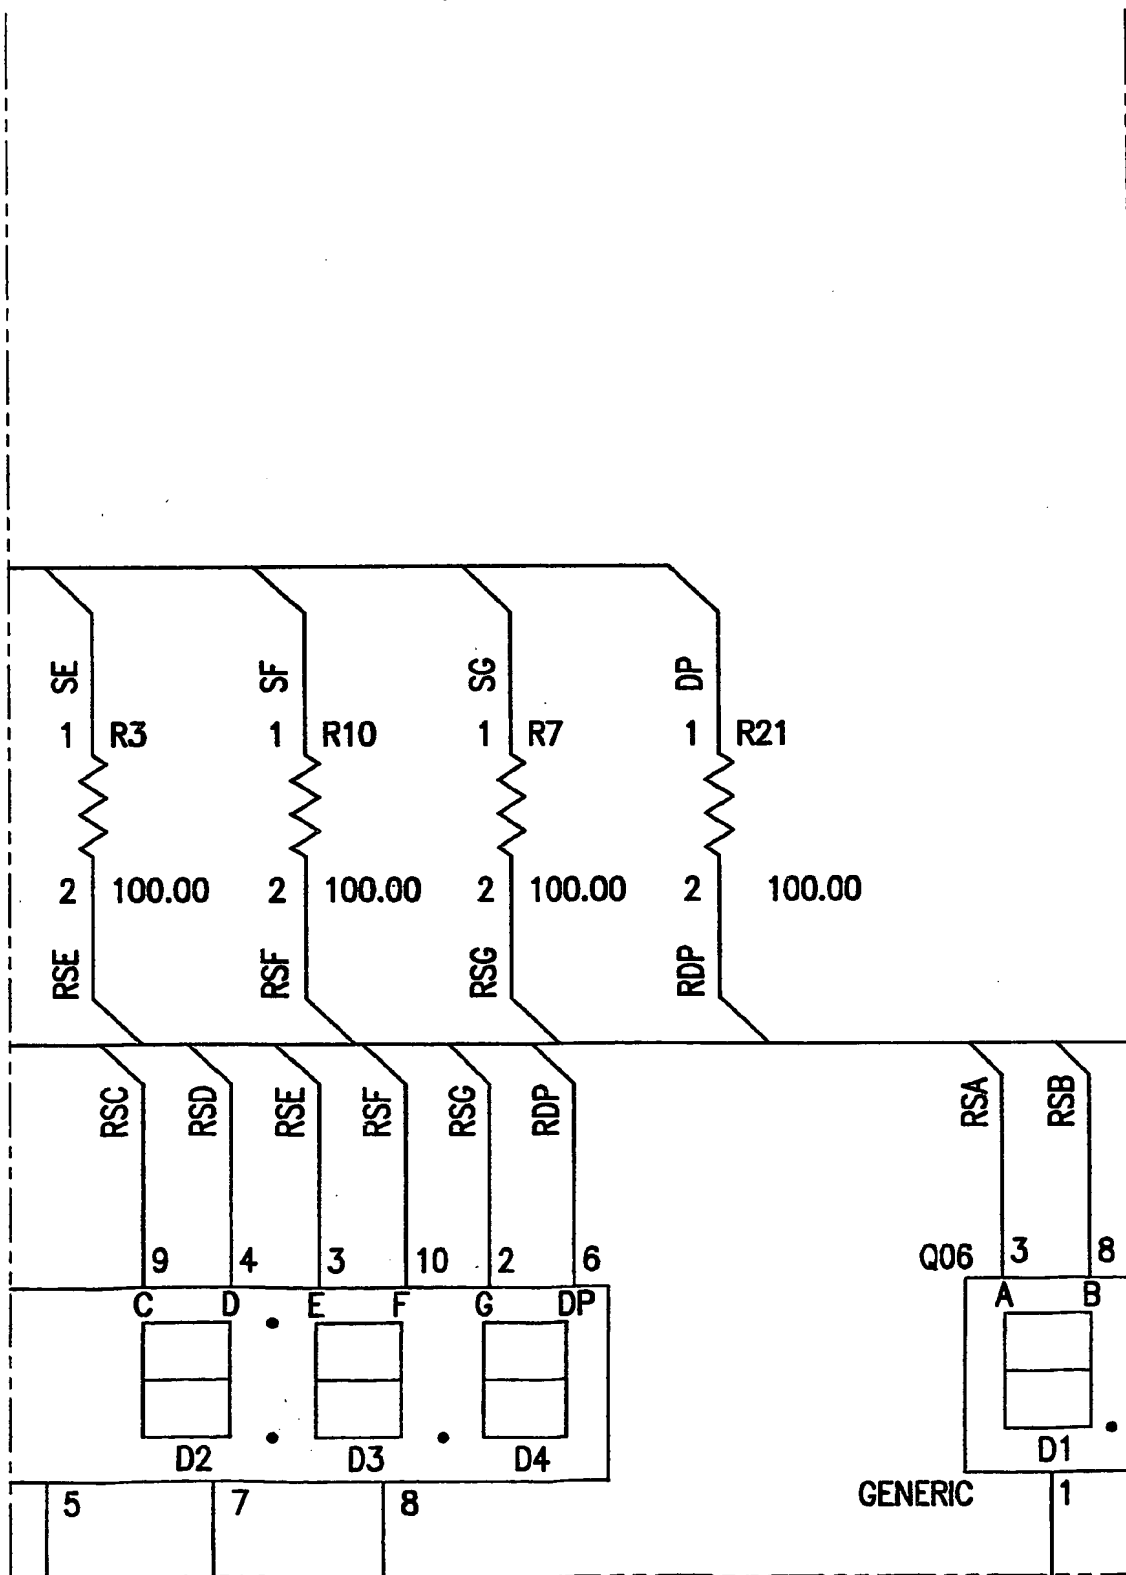 SE SF SG DP
1 R3 1 R10 1 R7 1 R21
2 100.00 2 100.00 2 100.00 2 100.00
RSE RSF RSG RDP
RSC RSD RSE RSF RSG RDP RSA RSB
9 4 3 10 2 6 Q06 3 8
C D E F G DP A B
D2 D3 D4 D1
5 7 8 GENERIC 1